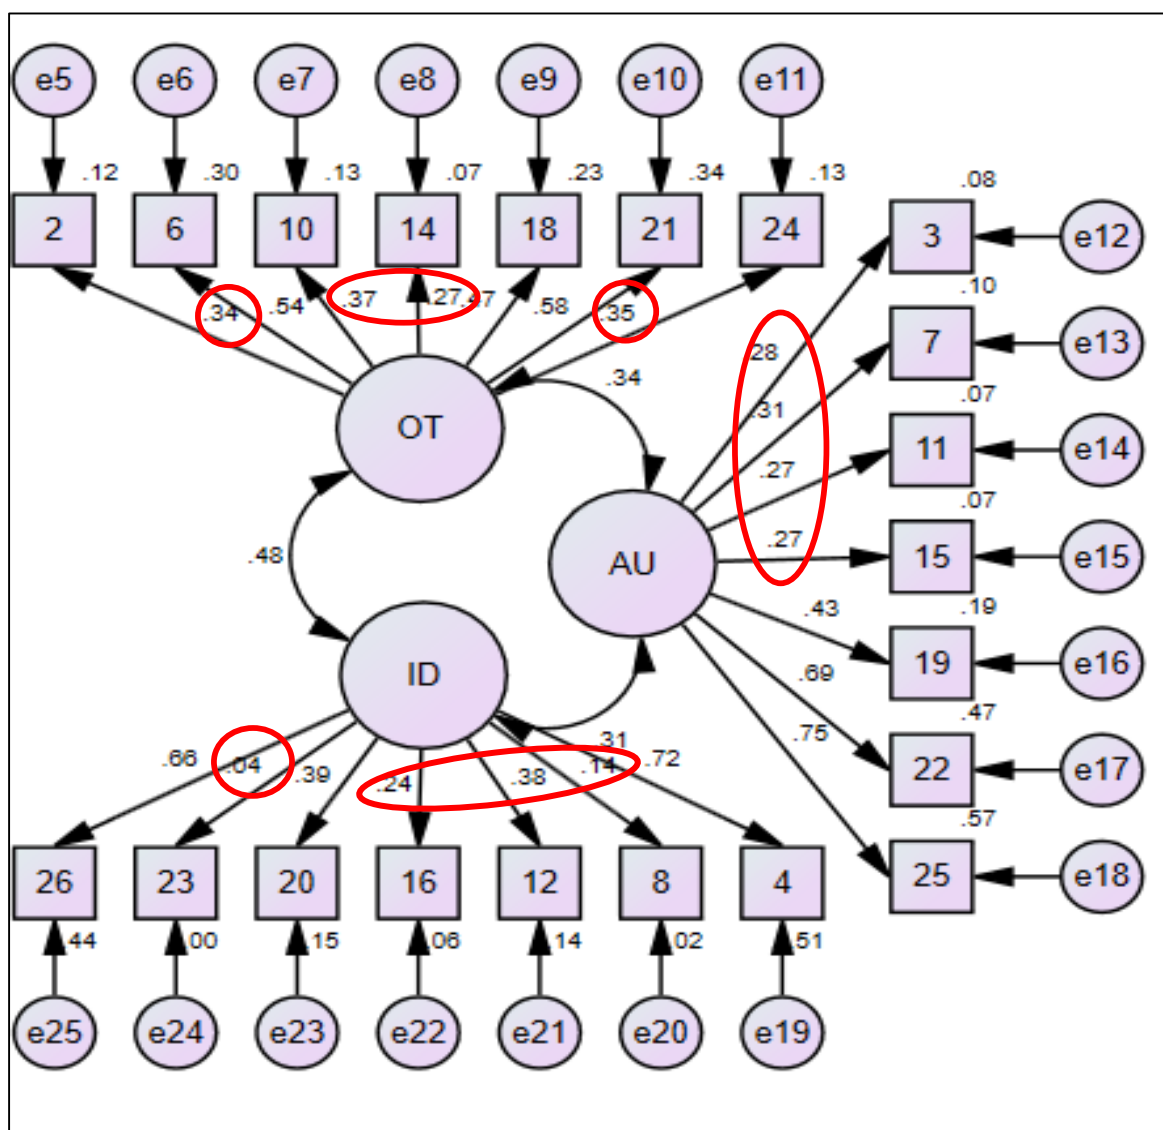 e5 e6 e7 e8 e9 e10 e11
.12 .30 .13 .07 .23 .34 .13
.08
2 6 10 14 18 21 24
3 e12
.10
.34 .54 .37 .27 .47 .58 .35
7 e13
.28
.34
.07
.31
OT
11 e14
.27
.07
.48
.27
15 e15
AU
.43
.19
19 e16
ID
.69
.47
.75
.66 .04 .39 .24 .38 .14 .31 .72
22 e17
.57
26 23 20 16 12 8 4
25 e18
.44 .00 .15 .06 .14 .02 .51
e25 e24 e23 e22 e21 e20 e19